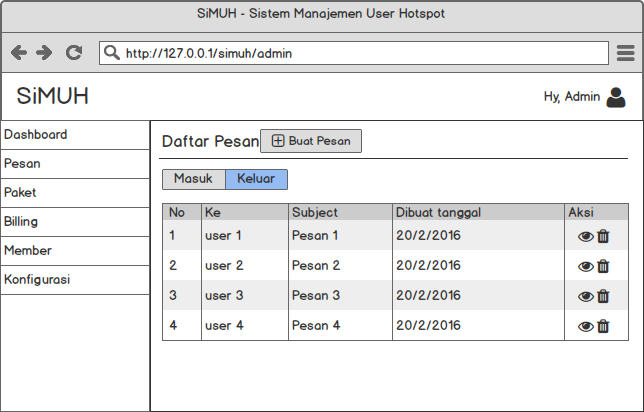 SiMUH - Sistem Manajemen User Hotspot
http://127.0.0.1/simuh/admin
SiMUH
Hy, Admin
Dashboard
Pesan
Paket
Billing
Member
Konfigurasi
Daftar Pesan Buat Pesan
Masuk Keluar
No Ke Subject Dibuat tanggal Aksi
1 user 1 Pesan 1 20/2/2016
2 user 2 Pesan 2 20/2/2016
3 user 3 Pesan 3 20/2/2016
4 user 4 Pesan 4 20/2/2016